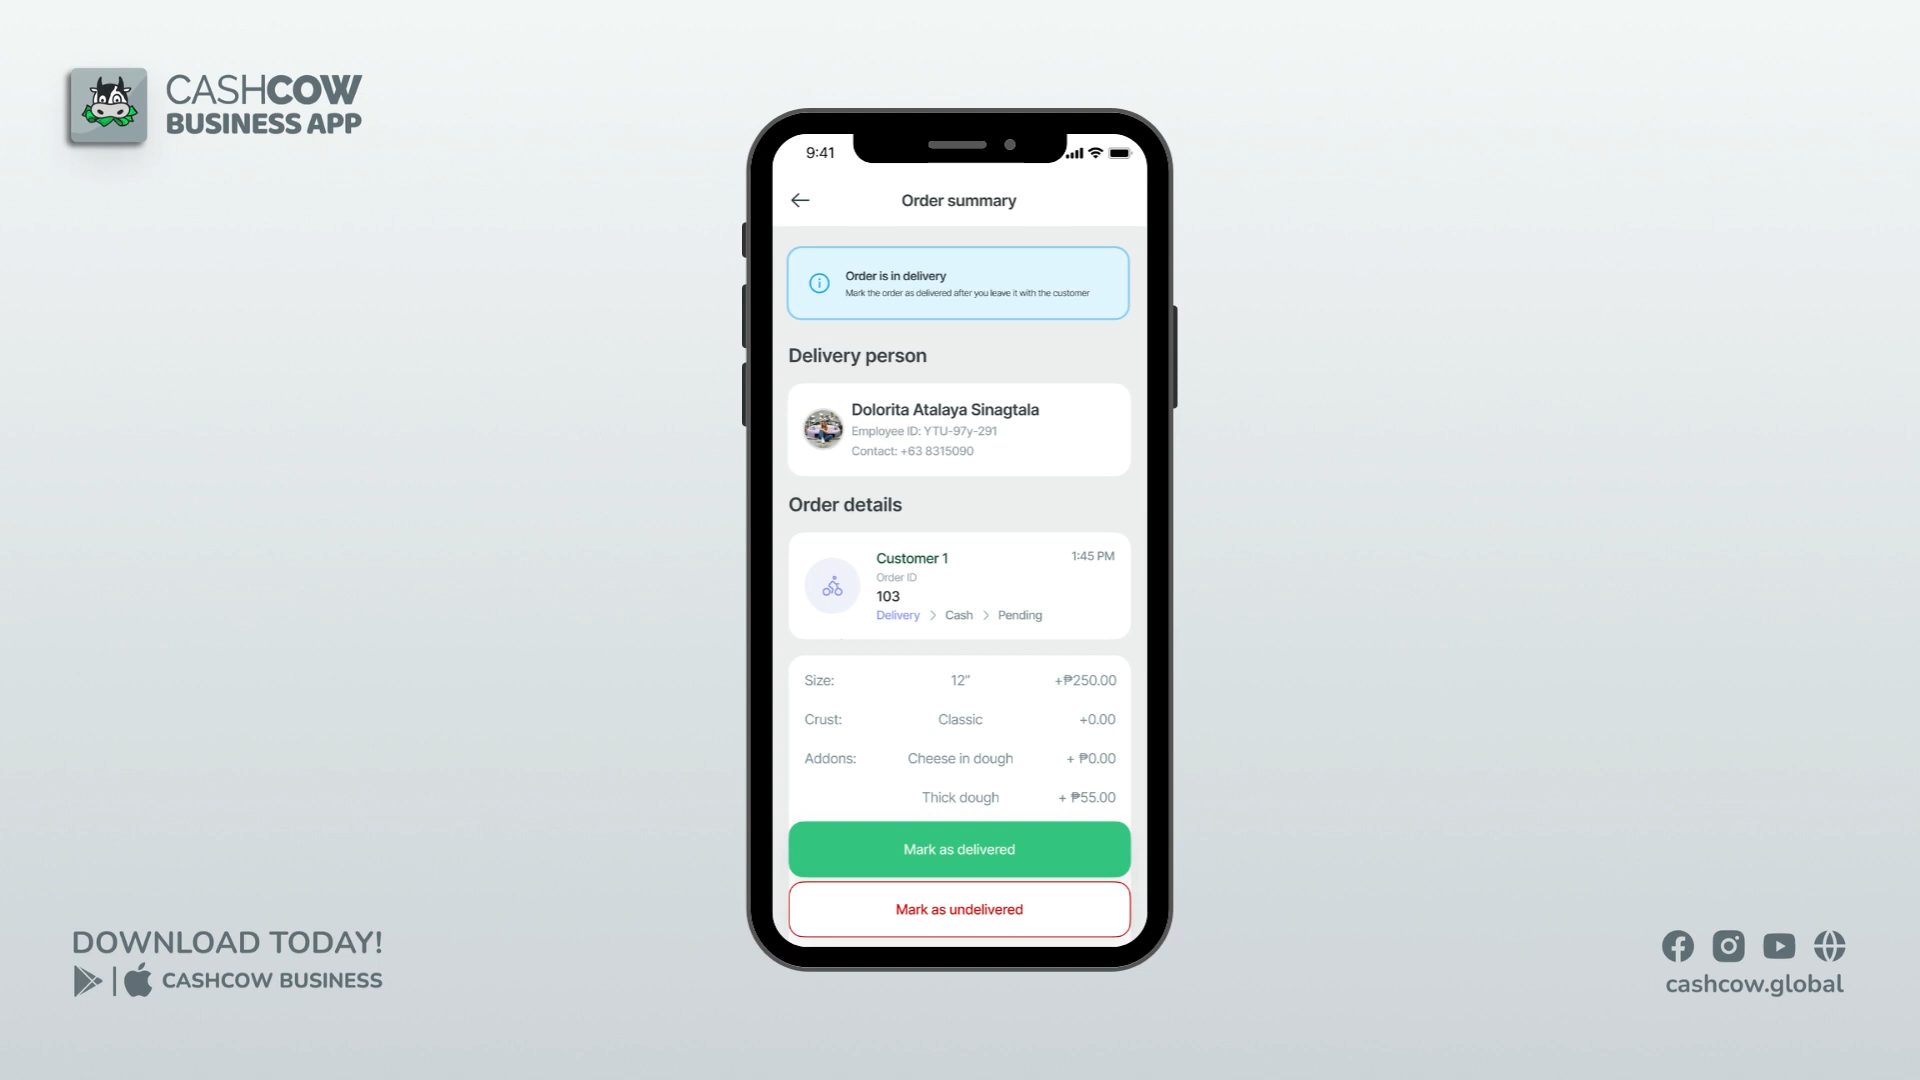 CASHCOW
BUSINESS APP
9:41
Order summary
Order is in delivery
Mark the order as delivered after you leave it with the customer
Delivery person
Dolorita Atalaya Sinagtala
Employee ID: YTU-97y-291
Contact: +63 8315090
Order details
Customer 1 1:45 PM
Order ID
103
Delivery > Cash > Pending
Size: 12" +₱250.00
Crust: Classic +0.00
Addons: Cheese in dough + ₱0.00
Thick dough + ₱55.00
Mark as delivered
Mark as undelivered
DOWNLOAD TODAY!
CASHCOW BUSINESS
cashcow.global